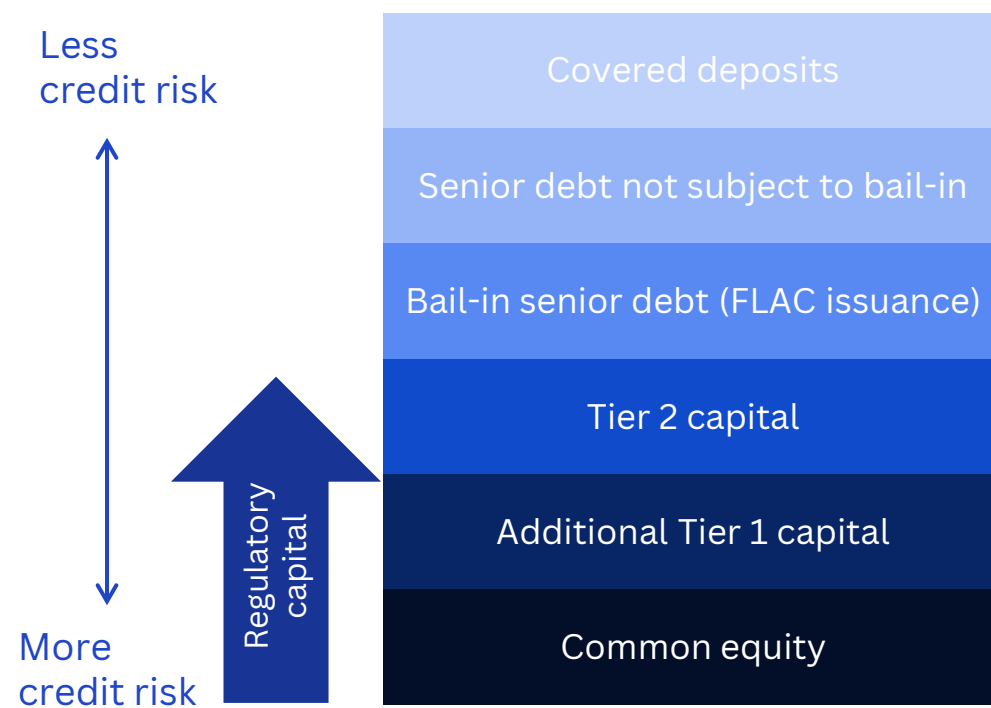 Less
credit risk
Covered deposits
Senior debt not subject to bail-in
Bail-in senior debt (FLAC issuance)
Tier 2 capital
Additional Tier 1 capital
Common equity
Regulatory
capital
More
credit risk